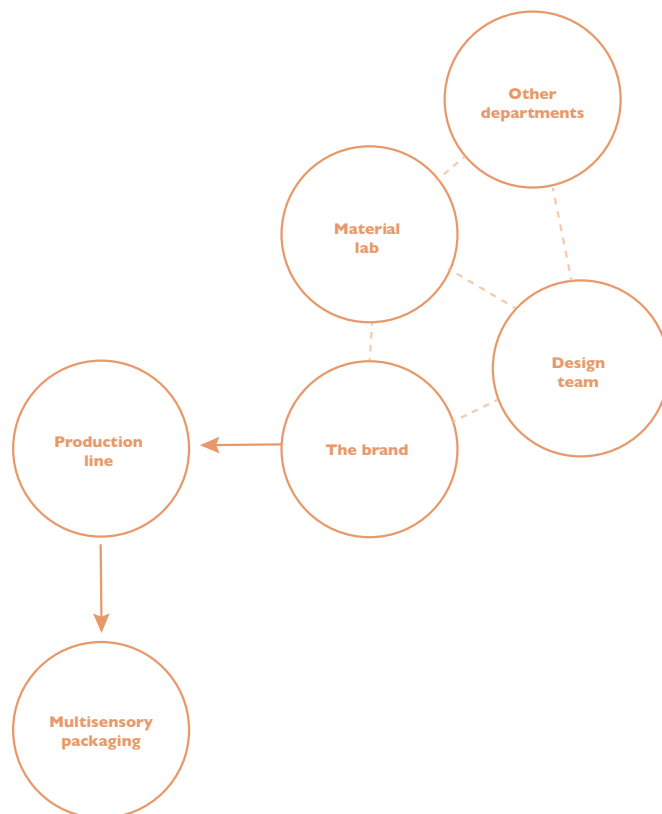 Other
departments
Material
lab
Design
team
Production
line
The brand
Multisensory
packaging